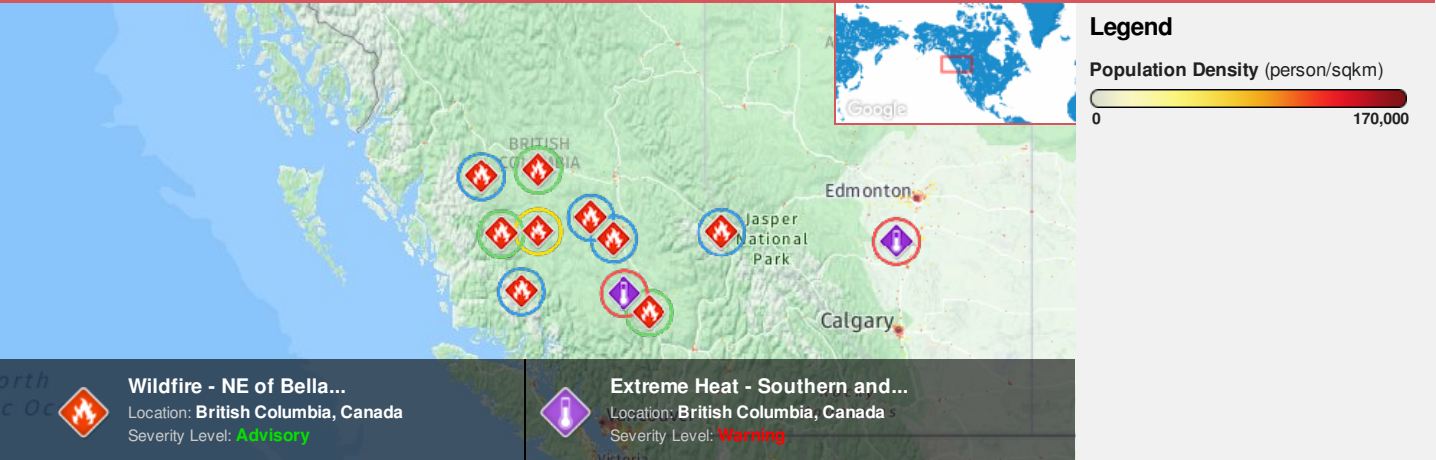 BRITISH
COLUMBIA
Edmonton
Jasper
National
Park
Calgary
Google
Legend
Population Density (person/sqkm)
0 170,000
Wildfire - NE of Bella...
Location: British Columbia, Canada
Severity Level: Advisory
Extreme Heat - Southern and...
Location: British Columbia, Canada
Severity Level: Warning
Victoria